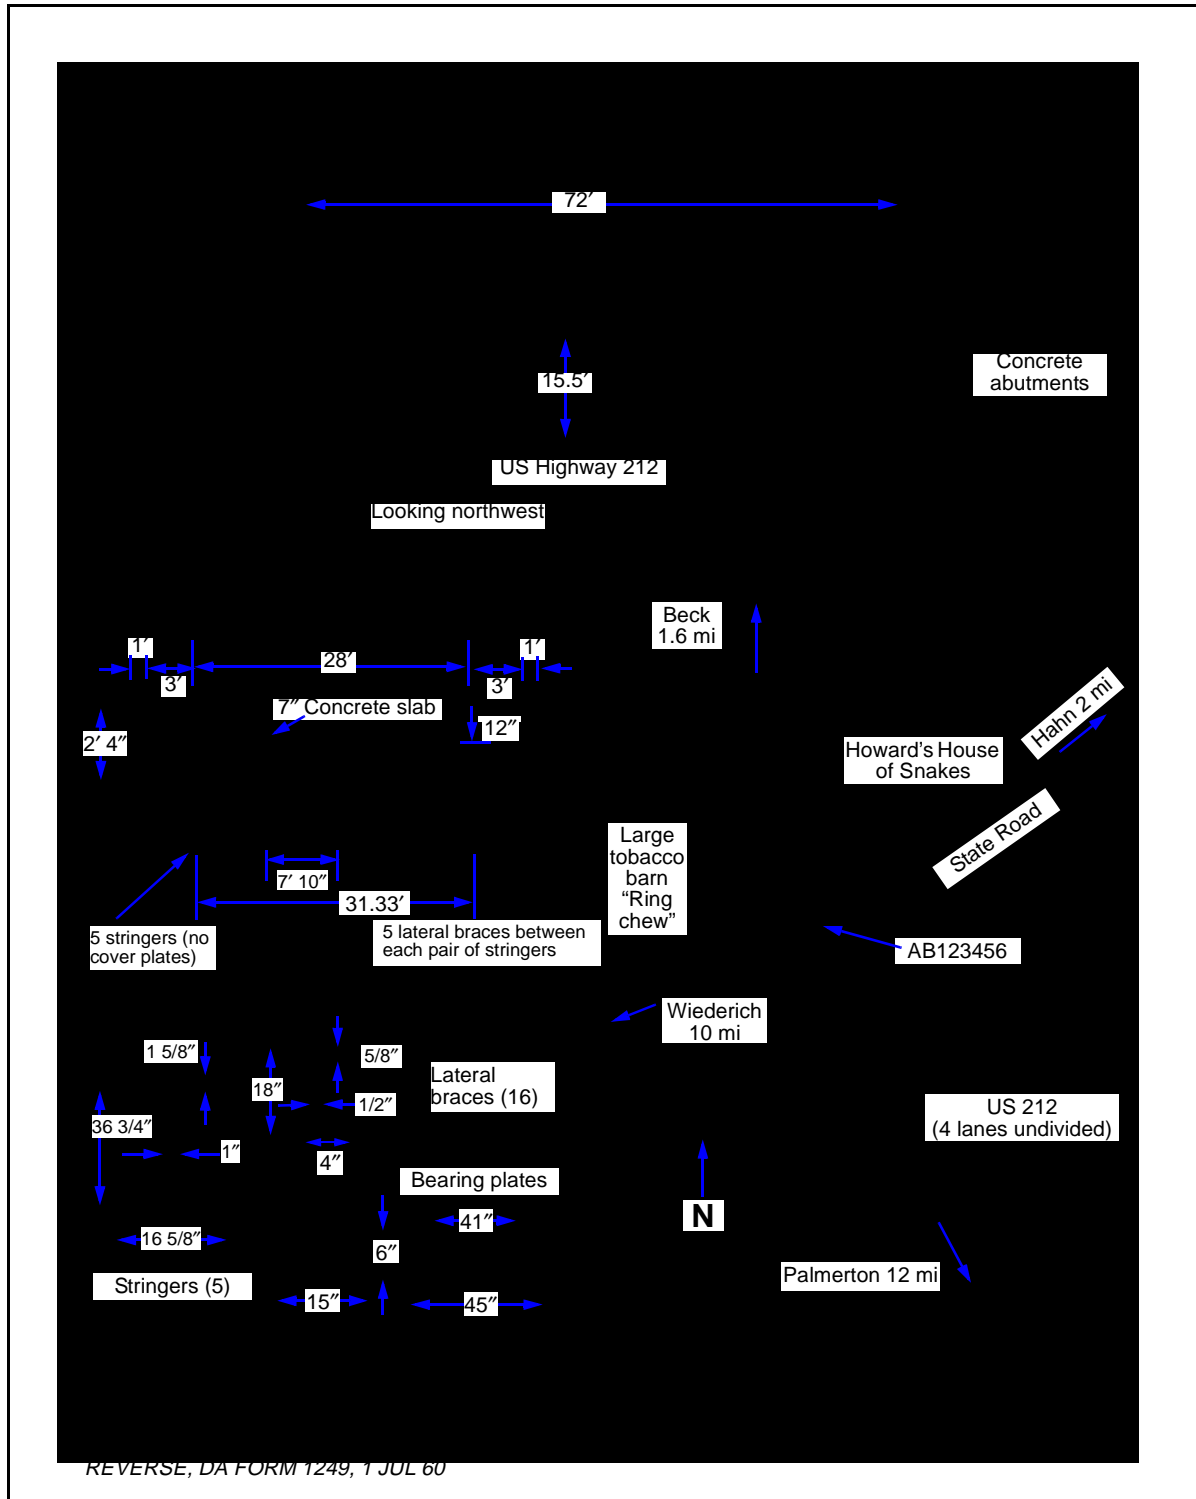 72′
15.5′
Concrete
abutments
US Highway 212
Looking northwest
Beck
1.6 mi
1′
28′
1′
3′
3′
7″ Concrete slab
12″
2′ 4″
Hahn 2 mi
Howard's House
of Snakes
State Road
Large
tobacco
barn
“Ring
chew”
7′ 10″
31.33′
5 stringers (no
cover plates)
5 lateral braces between
each pair of stringers
AB123456
Wiederich
10 mi
1 5/8″
5/8″
18″
Lateral
braces (16)
1/2″
36 3/4″
1″
4″
US 212
(4 lanes undivided)
Bearing plates
N
41″
16 5/8″
6″
Stringers (5)
15″
45″
Palmerton 12 mi
REVERSE, DA FORM 1249, 1 JUL 60